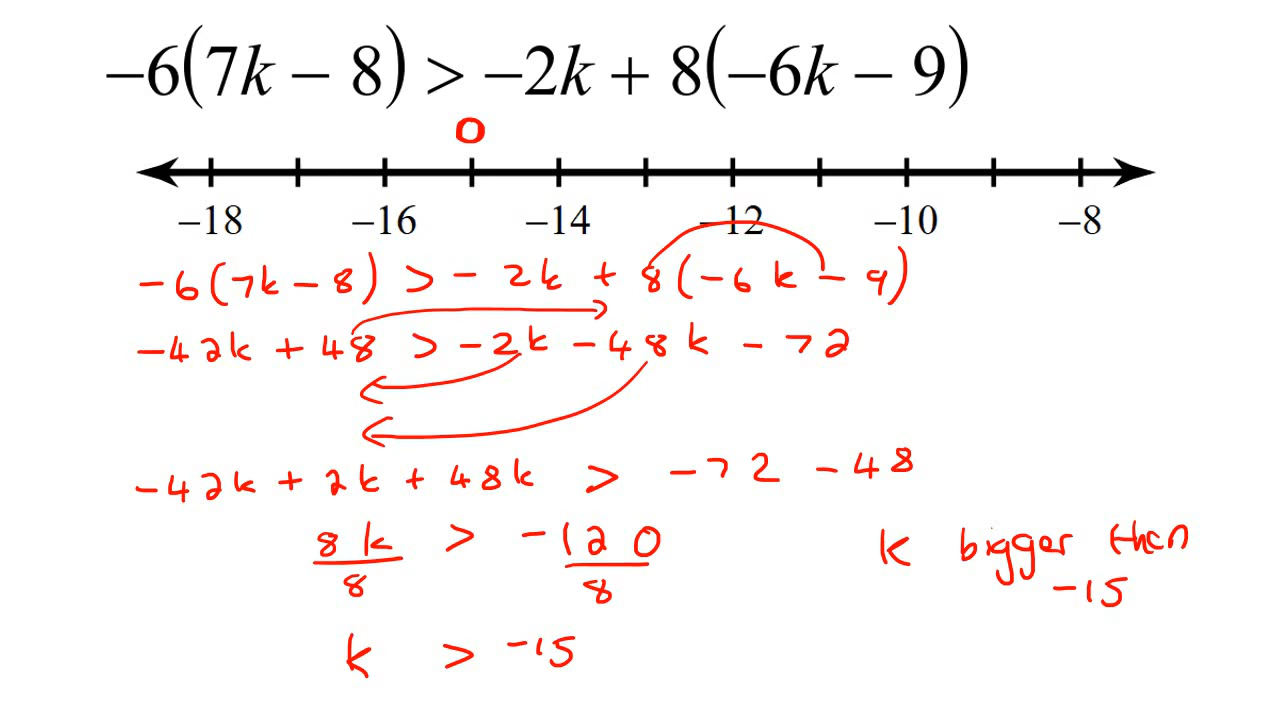 −6(7k − 8) > −2k + 8(−6k − 9)
o
−18 −16 −14 −12 −10 −8
-6(7k-8) > - 2k + 8(-6k - 9)
-42k + 48 > -2k - 48k - 72
-42k + 2k + 48k > -72 - 48
8k > -120
8 8
k bigger than
-15
k > -15